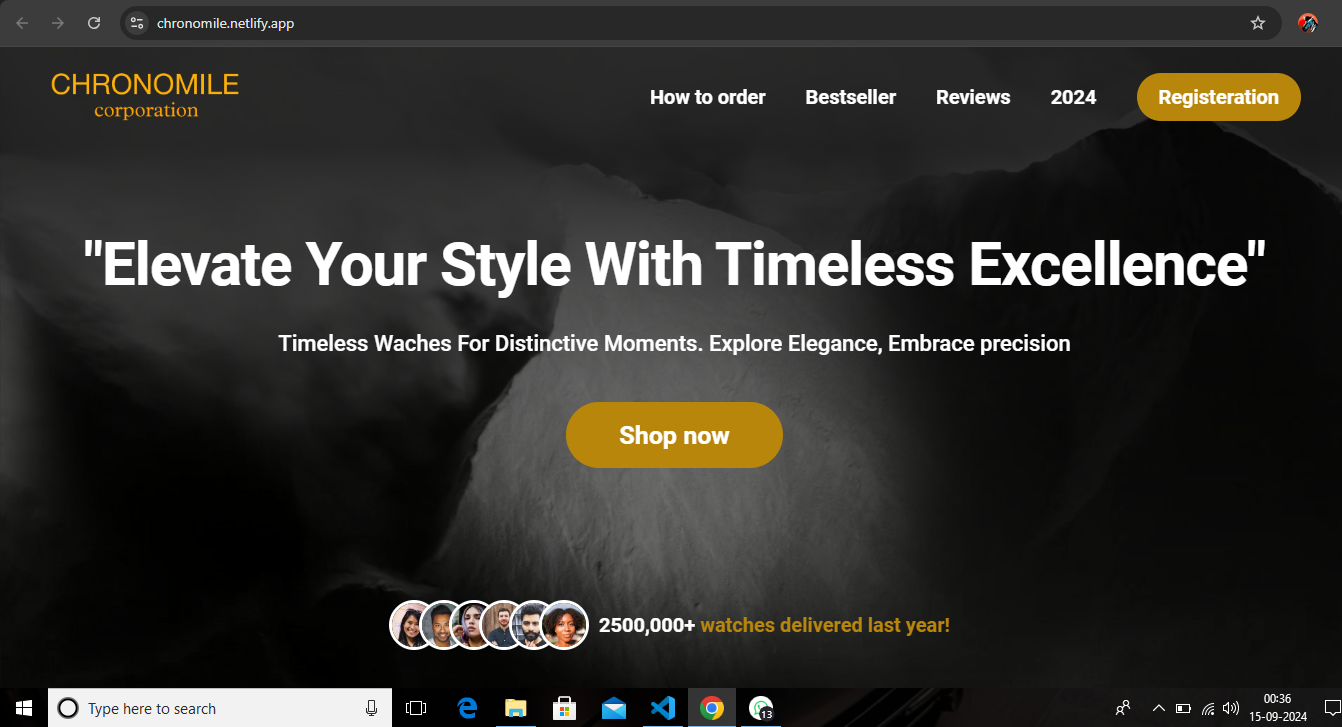 chronomile.netlify.app
CHRONOMILE
corporation
How to order
Bestseller
Reviews
2024
Registeration
"Elevate Your Style With Timeless Excellence"
Timeless Waches For Distinctive Moments. Explore Elegance, Embrace precision
Shop now
2500,000+ watches delivered last year!
Type here to search
13
00:36
15-09-2024